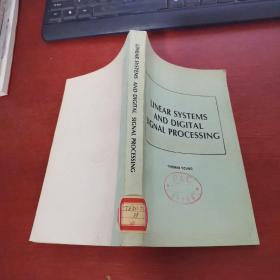 LINEAR SYSTEMS AND DIGITAL SIGNAL PROCESSING
LINEAR SYSTEMS
AND DIGITAL
SIGNAL PROCESSING
THOMAS YOUNG